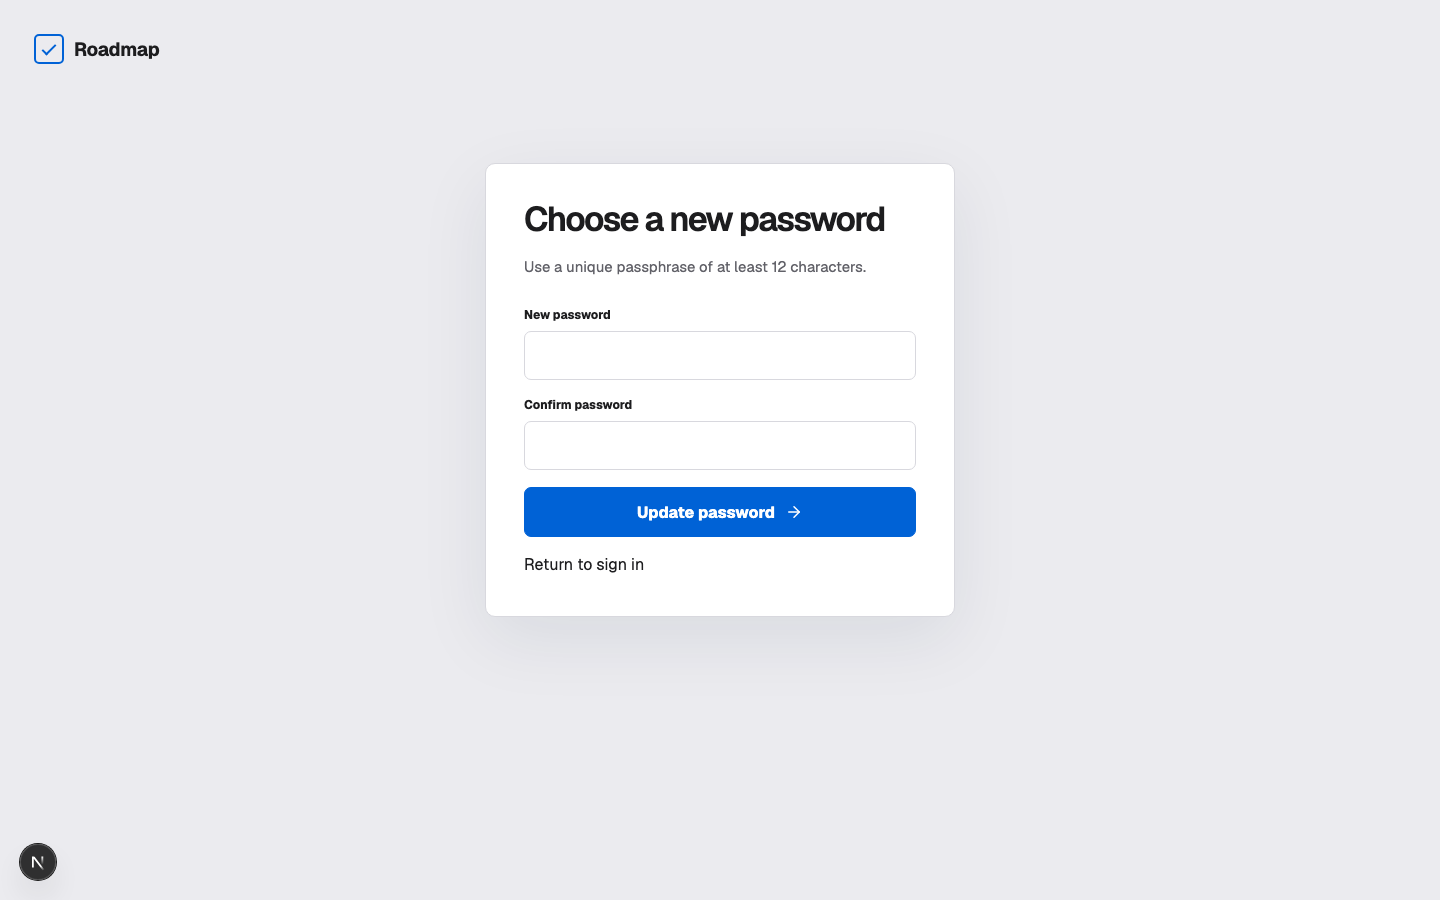 Roadmap
Choose a new password
Use a unique passphrase of at least 12 characters.
New password
Confirm password
Update password →
Return to sign in
N